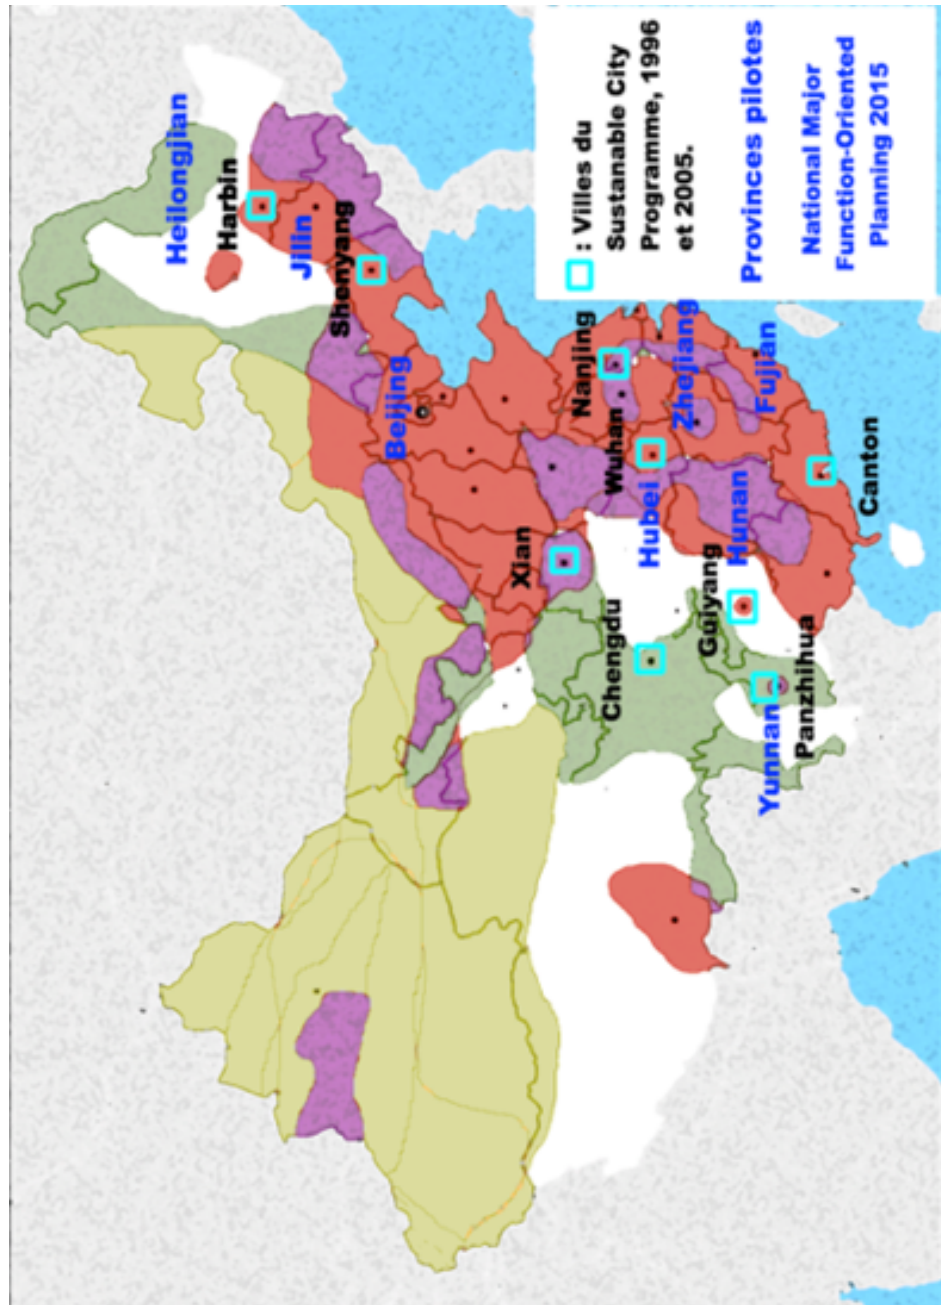 Heilongjian
Harbin
Jilin
Shenyang
Beijing
Nanjing
Wuhan
Zhejiang
Fujian
Xian
Hubei
Hunan
Canton
Chengdu
Guiyang
Yunnan
Panzhihua
: Villes du
Sustanable City
Programme, 1996
et 2005.
Provinces pilotes
National Major
Function-Oriented
Planning 2015